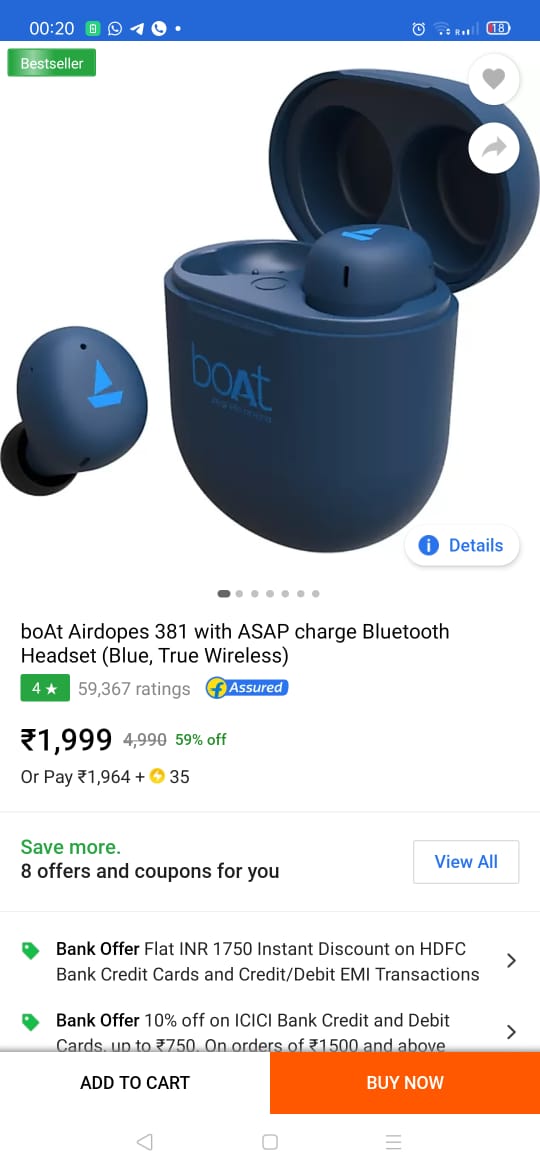 00:20
18
Bestseller
boAt
Details
boAt Airdopes 381 with ASAP charge Bluetooth
Headset (Blue, True Wireless)
4★ 59,367 ratings Assured
₹1,999 4,990 59% off
Or Pay ₹1,964 + 35
Save more.
8 offers and coupons for you
View All
Bank Offer Flat INR 1750 Instant Discount on HDFC
Bank Credit Cards and Credit/Debit EMI Transactions
Bank Offer 10% off on ICICI Bank Credit and Debit
Cards, up to ₹750. On orders of ₹1500 and above
ADD TO CART
BUY NOW